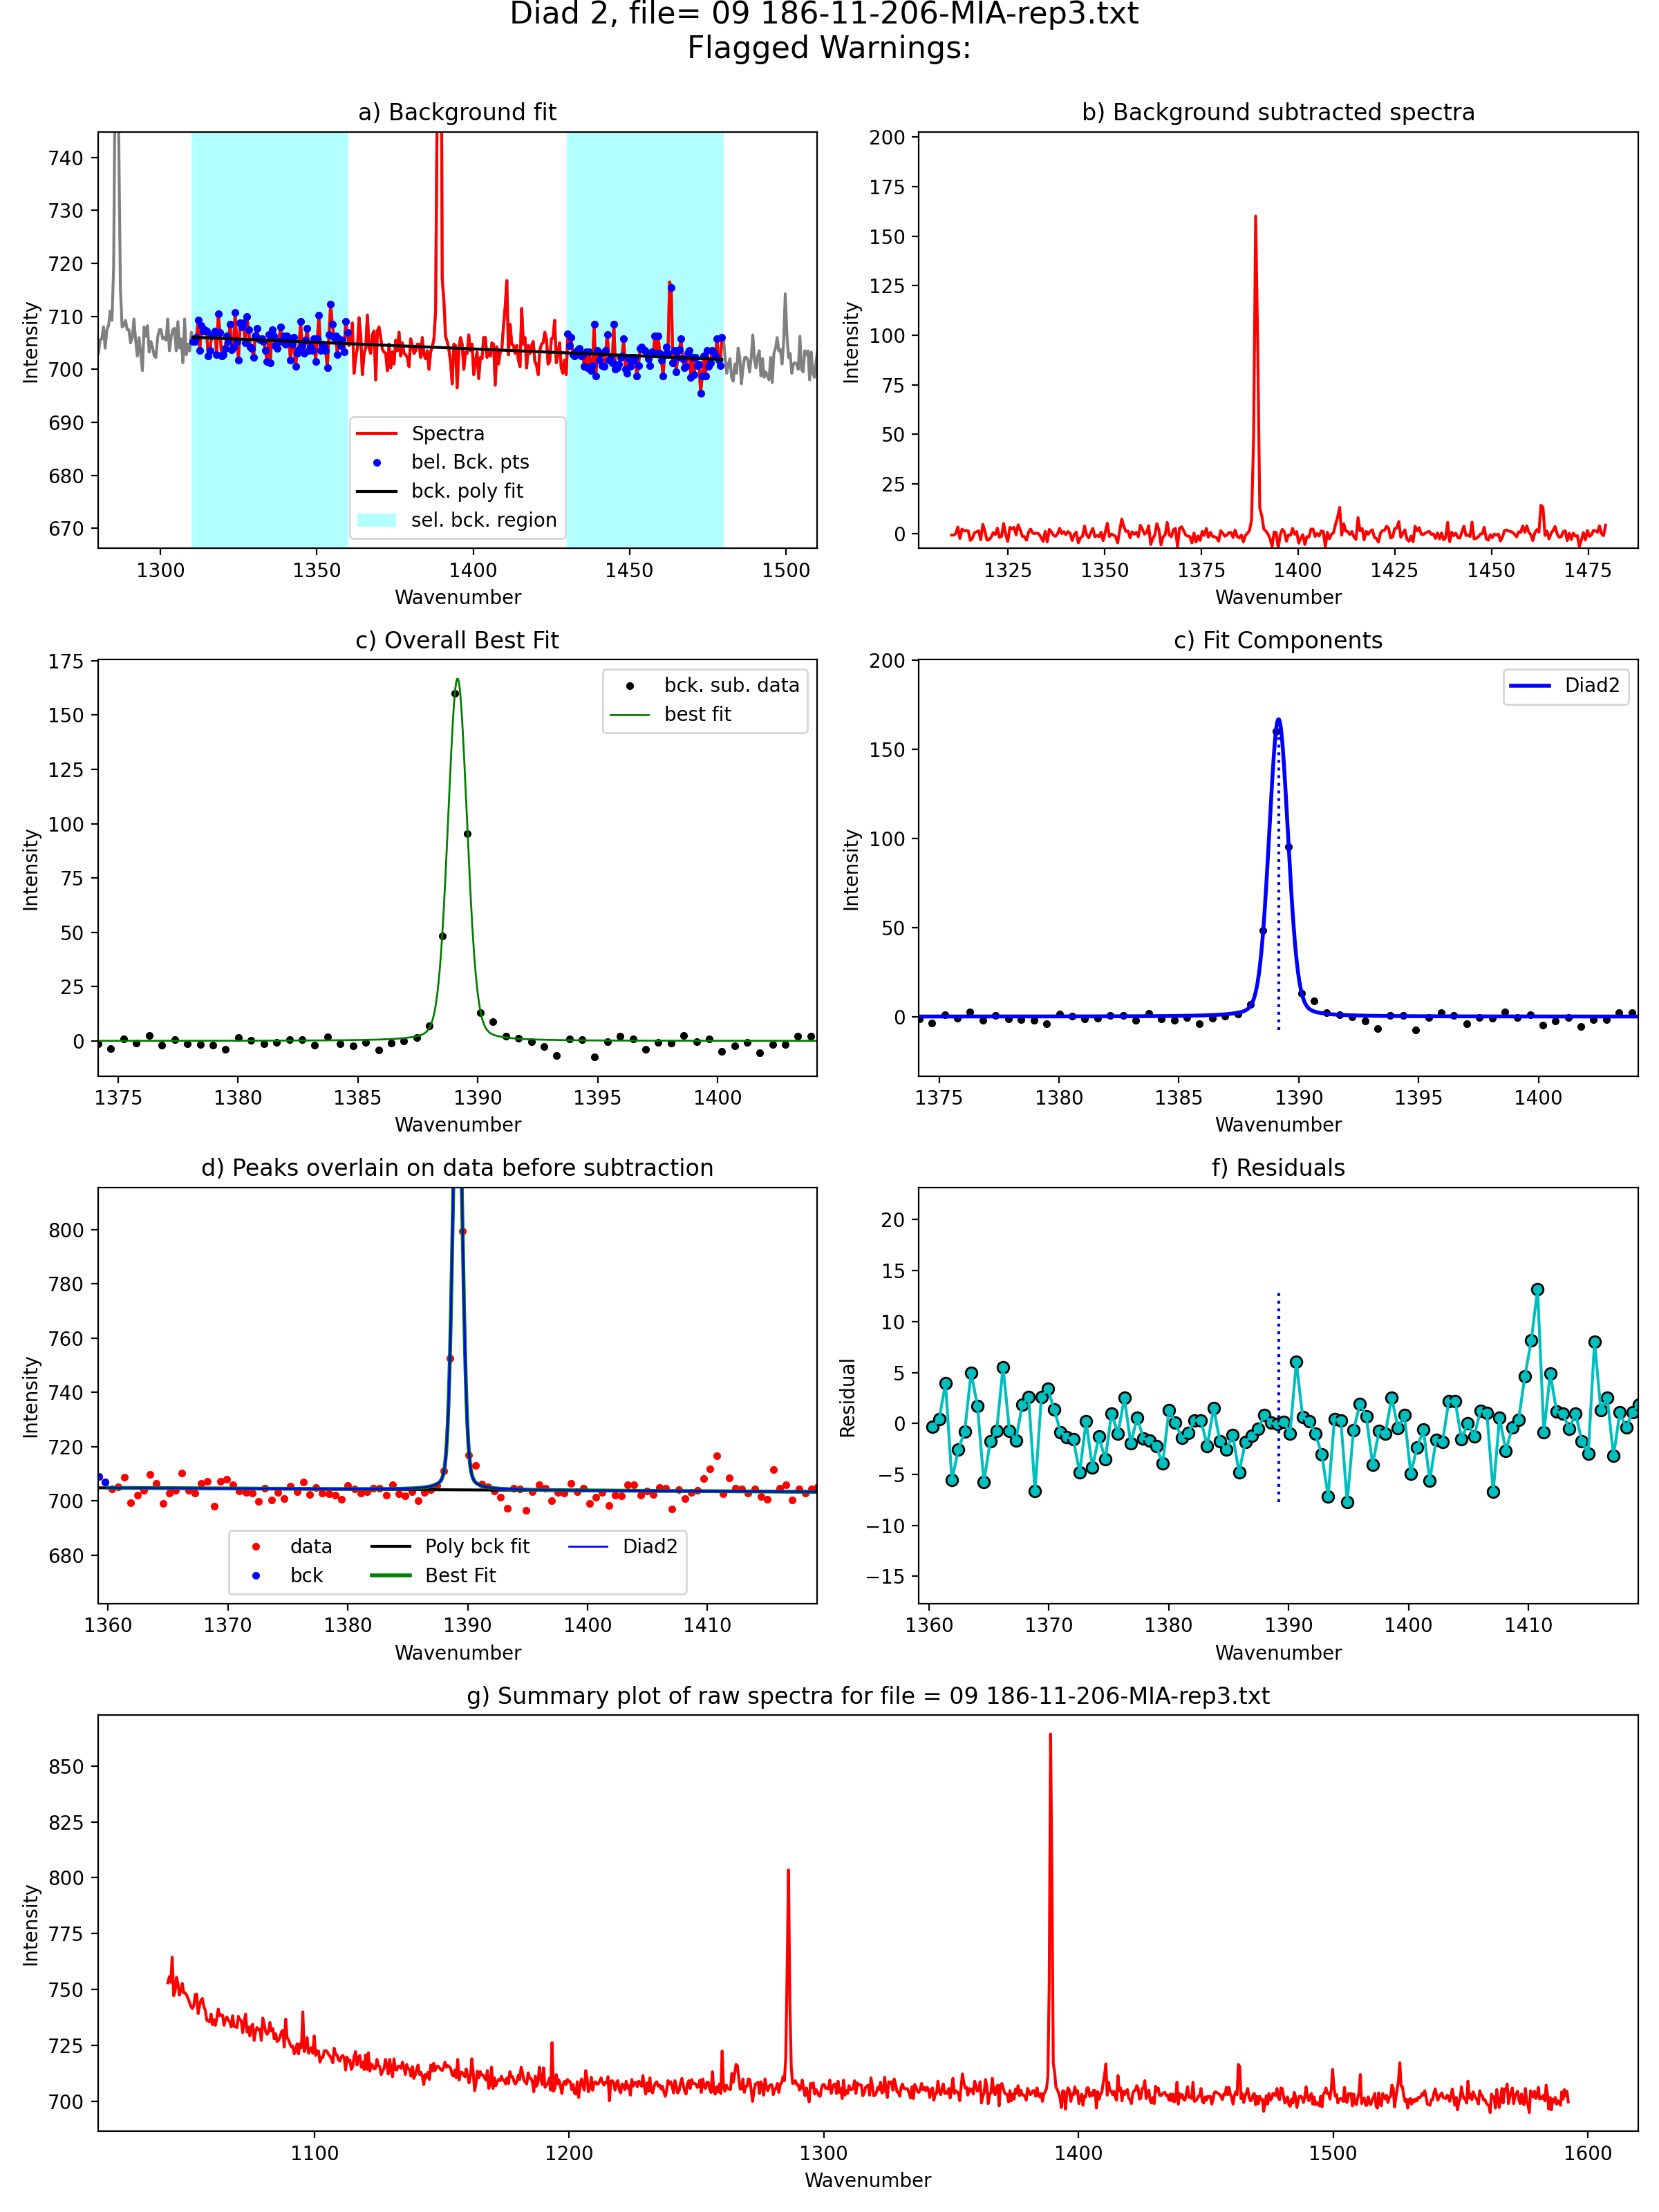 Diad 2, file= 09 186-11-206-MIA-rep3.txt
Flagged Warnings:
a) Background fit
740
730
720
710
700
690
680
670
Intensity
Spectra
bel. Bck. pts
bck. poly fit
sel. bck. region
1300
1350
1400
1450
1500
Wavenumber
b) Background subtracted spectra
200
175
150
125
100
75
50
25
0
Intensity
1325
1350
1375
1400
1425
1450
1475
Wavenumber
c) Overall Best Fit
175
150
125
100
75
50
25
0
Intensity
bck. sub. data
best fit
1375
1380
1385
1390
1395
1400
Wavenumber
c) Fit Components
200
150
100
50
0
Intensity
Diad2
1375
1380
1385
1390
1395
1400
Wavenumber
d) Peaks overlain on data before subtraction
800
780
760
740
720
700
680
Intensity
data
bck
Poly bck fit
Best Fit
Diad2
1360
1370
1380
1390
1400
1410
Wavenumber
f) Residuals
20
15
10
5
0
−5
−10
−15
Residual
1360
1370
1380
1390
1400
1410
Wavenumber
g) Summary plot of raw spectra for file = 09 186-11-206-MIA-rep3.txt
850
825
800
775
750
725
700
Intensity
1100
1200
1300
1400
1500
1600
Wavenumber